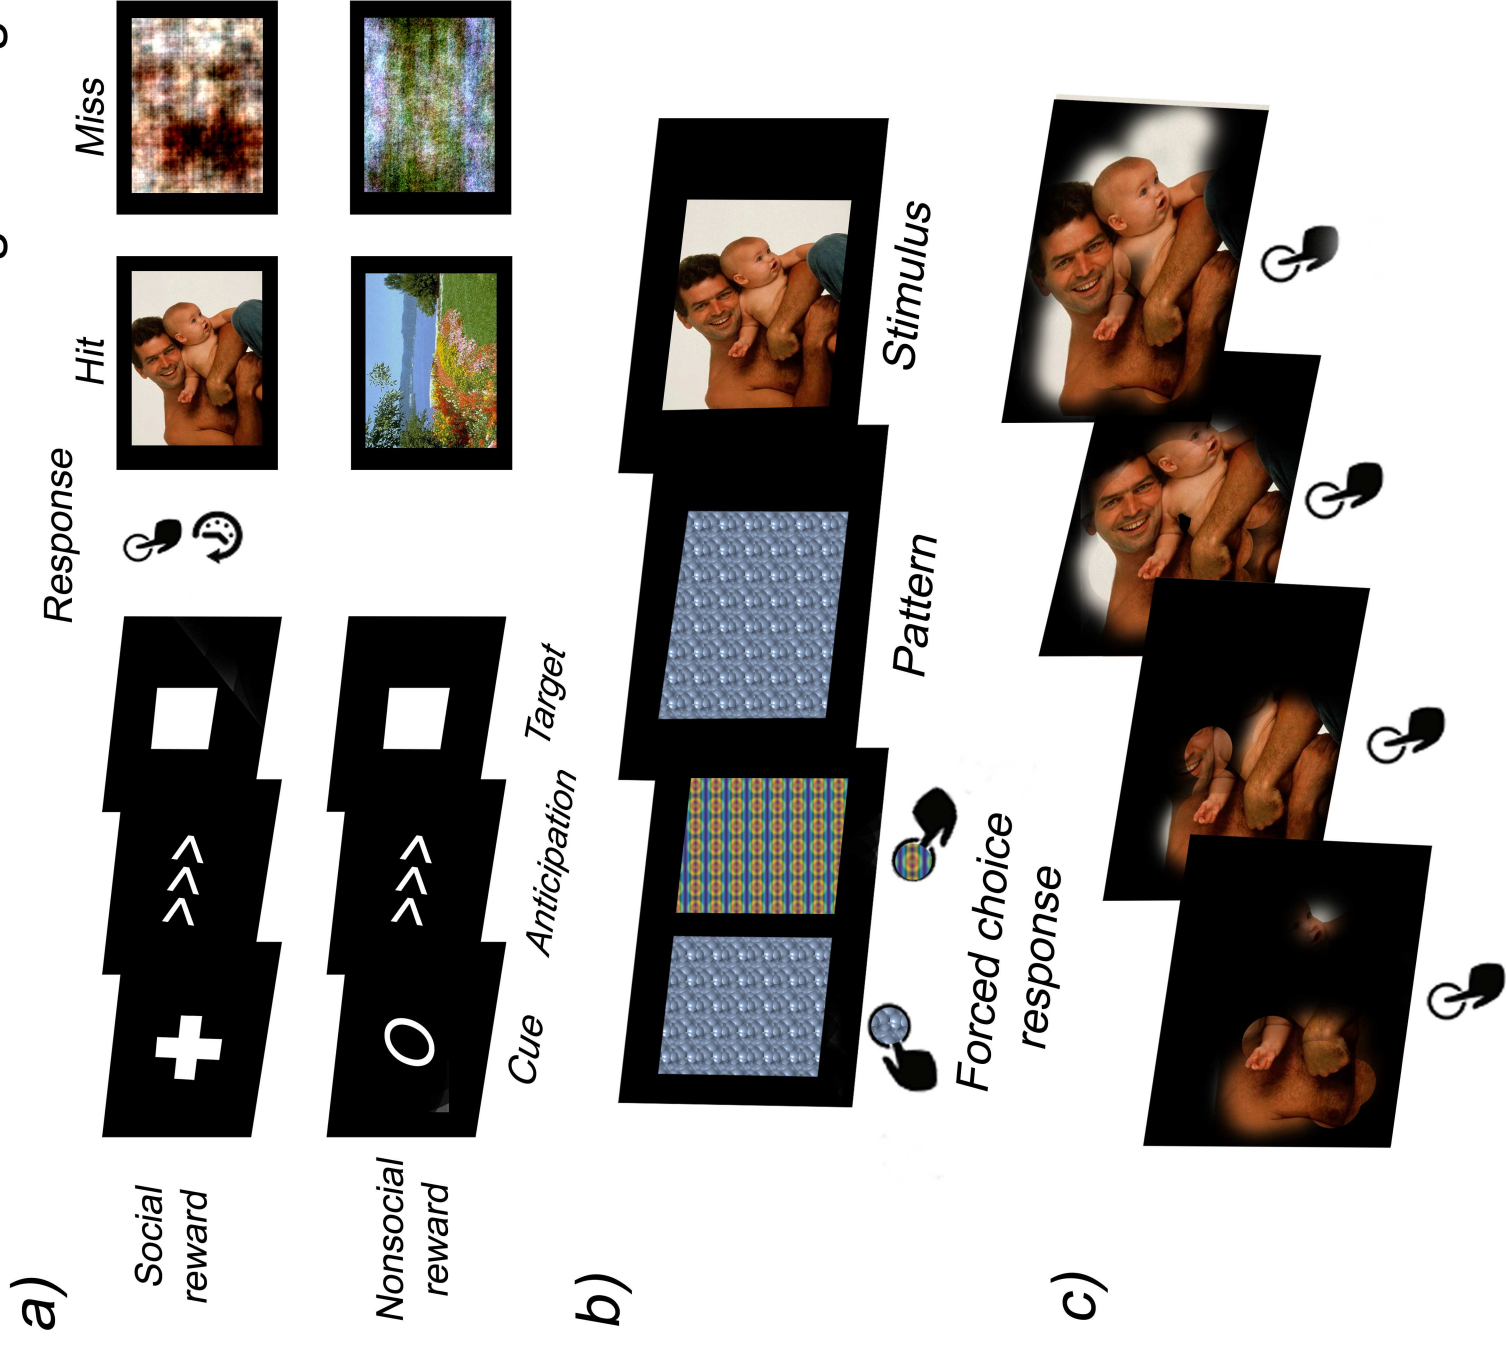 a)
Response
Hit
Miss
Social
reward
Nonsocial
reward
Cue
Anticipation
Target
b)
Forced choice
response
Pattern
Stimulus
c)